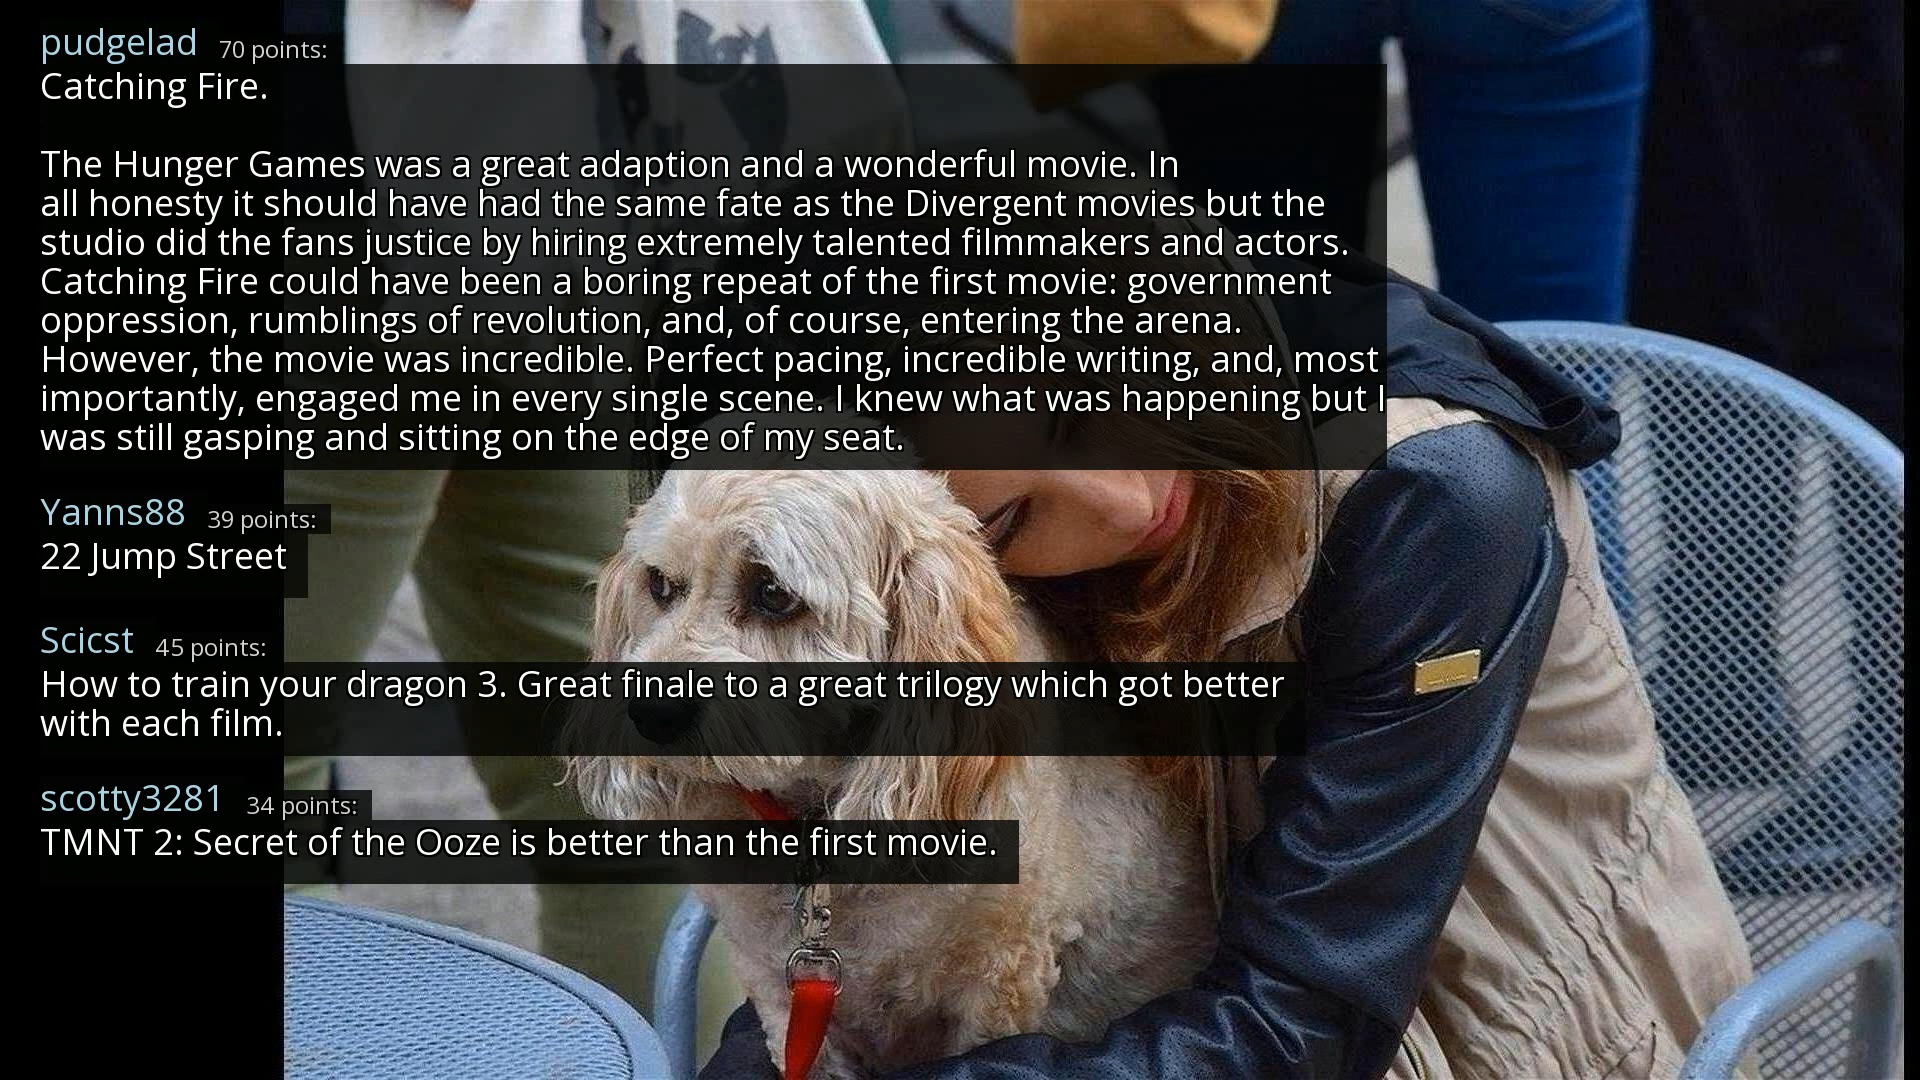 pudgelad 70 points:
Catching Fire.
The Hunger Games was a great adaption and a wonderful movie. In
all honesty it should have had the same fate as the Divergent movies but the
studio did the fans justice by hiring extremely talented filmmakers and actors.
Catching Fire could have been a boring repeat of the first movie: government
oppression, rumblings of revolution, and, of course, entering the arena.
However, the movie was incredible. Perfect pacing, incredible writing, and, most
importantly, engaged me in every single scene. I knew what was happening but I
was still gasping and sitting on the edge of my seat.
Yanns88 39 points:
22 Jump Street
Scicst 45 points:
How to train your dragon 3. Great finale to a great trilogy which got better
with each film.
scotty3281 34 points:
TMNT 2: Secret of the Ooze is better than the first movie.